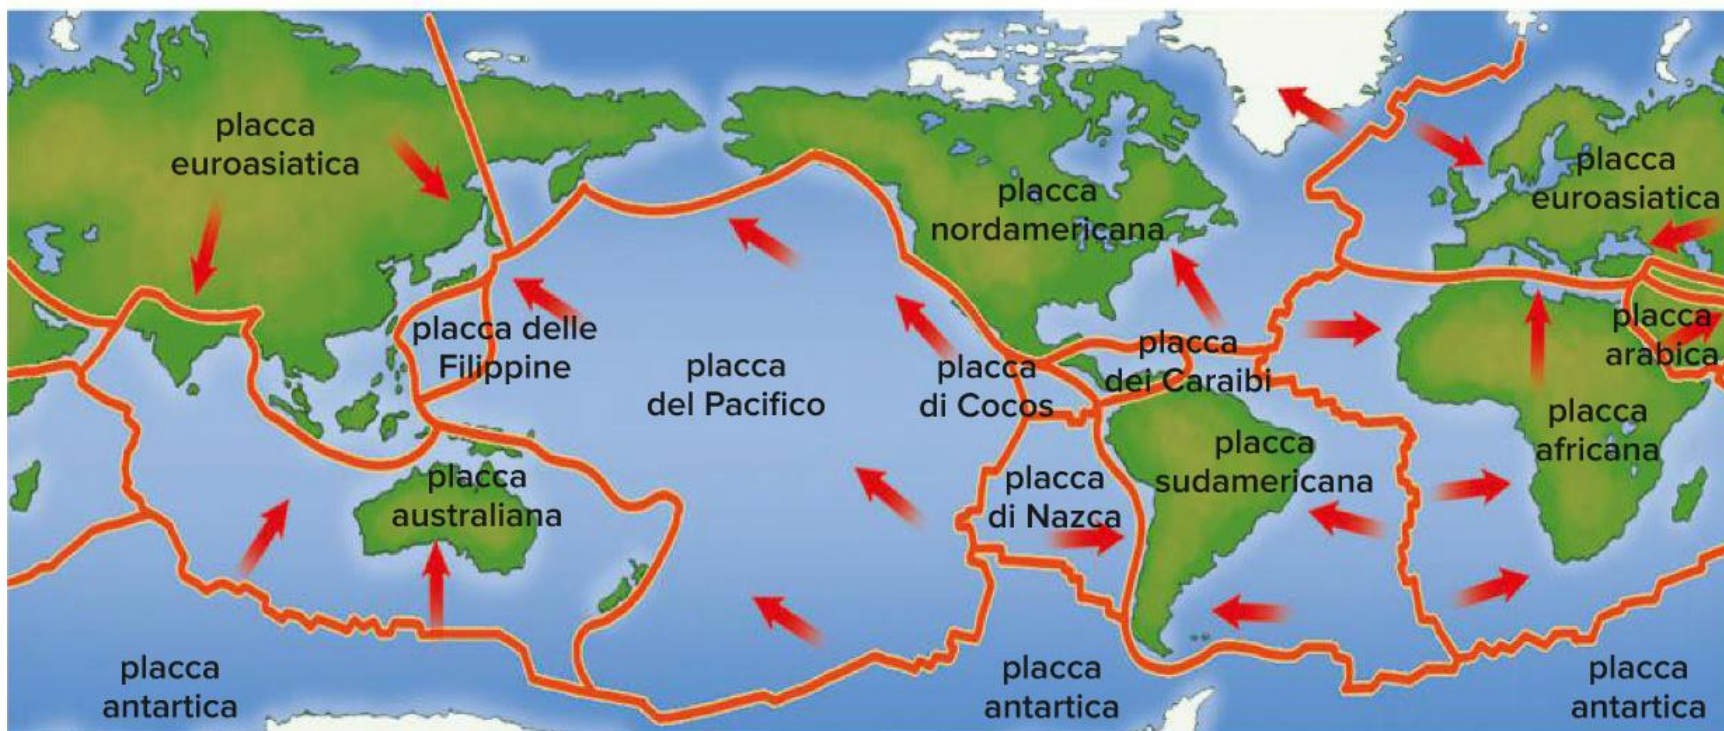 placca
euroasiatica
placca
nordamericana
placca
euroasiatica
placca delle
Filippine
placca
del Pacifico
placca
di Cocos
placca
dei Caraibi
placca
arabica
placca
africana
placca
australiana
placca
di Nazca
placca
sudamericana
placca
antartica
placca
antartica
placca
antartica